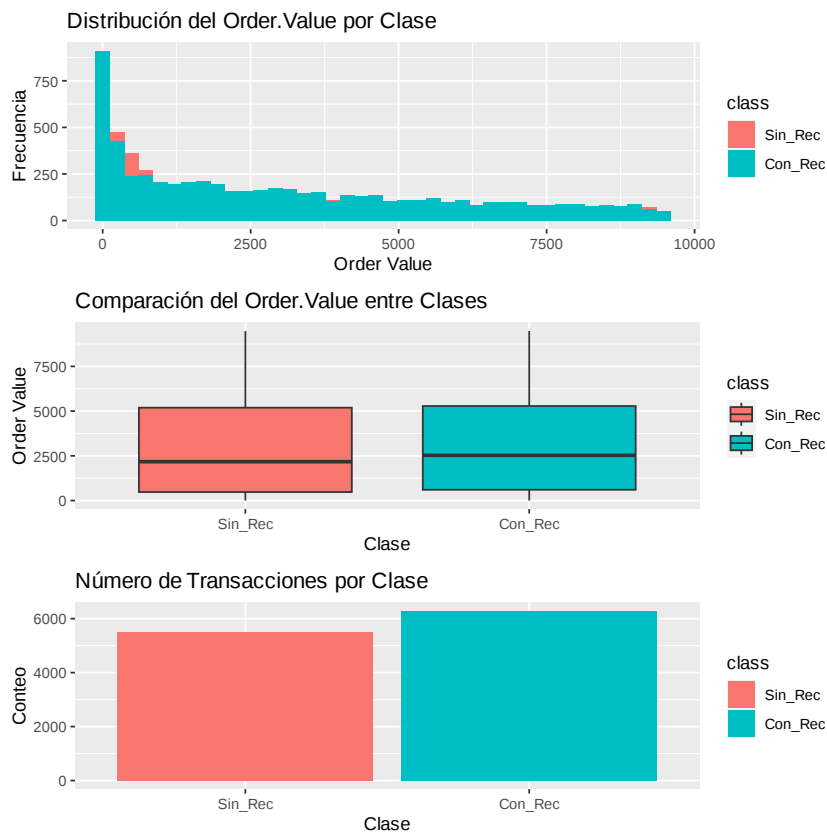 Distribución del Order.Value por Clase
Frecuencia
750
500
250
0
0 2500 5000 7500 10000
Order Value
class
Sin_Rec
Con_Rec
Comparación del Order.Value entre Clases
Order Value
7500
5000
2500
0
Sin_Rec Con_Rec
Clase
class
Sin_Rec
Con_Rec
Número de Transacciones por Clase
Conteo
6000
4000
2000
0
Sin_Rec Con_Rec
Clase
class
Sin_Rec
Con_Rec